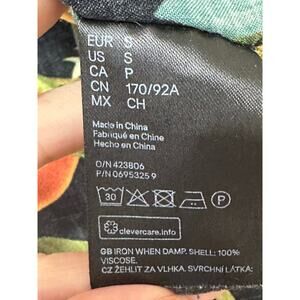 EUR S
US S
CA P
CN 170/92A
MX CH
Made in China
Fabriqué en Chine
Hecho en China
O/N 423806
P/N 0695325 9
30 P
clevercare.info
GB IRON WHEN DAMP. SHELL: 100%
VISCOSE.
CZ ŽEHLIT ZA VLHKA. SVRCHNÍ LÁTKA: